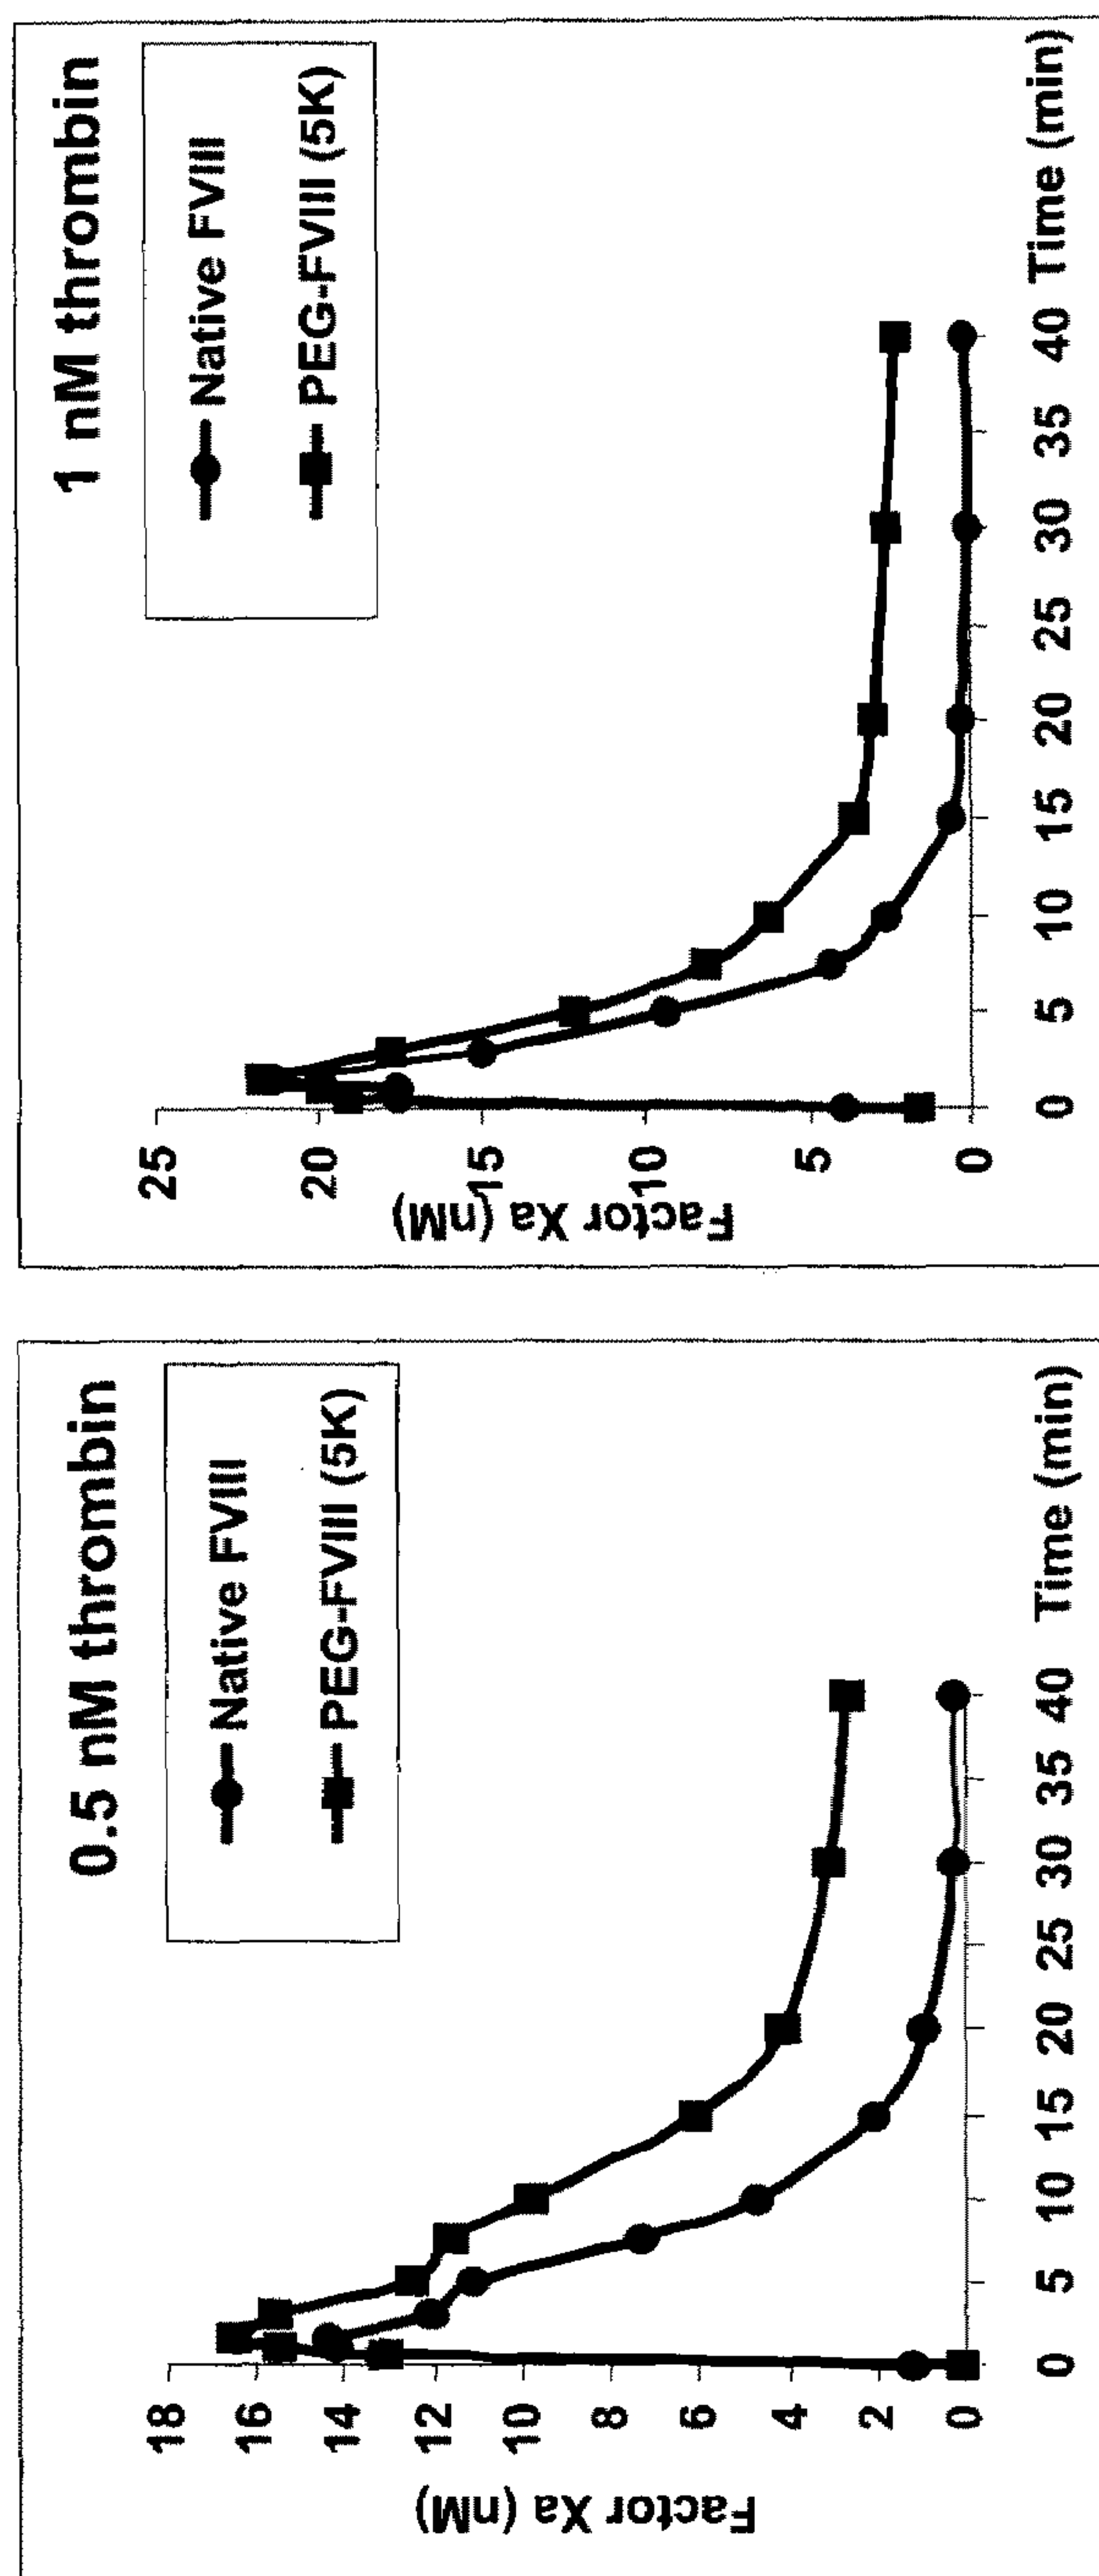 0.5 nM thrombin
Native FVIII
PEG-FVIII (5K)
18
16
14
12
10
8
6
4
2
0
Factor Xa (nM)
0 5 10 15 20 25 30 35 40 Time (min)
1 nM thrombin
Native FVIII
PEG-FVIII (5K)
25
20
15
10
5
0
Factor Xa (nM)
0 5 10 15 20 25 30 35 40 Time (min)